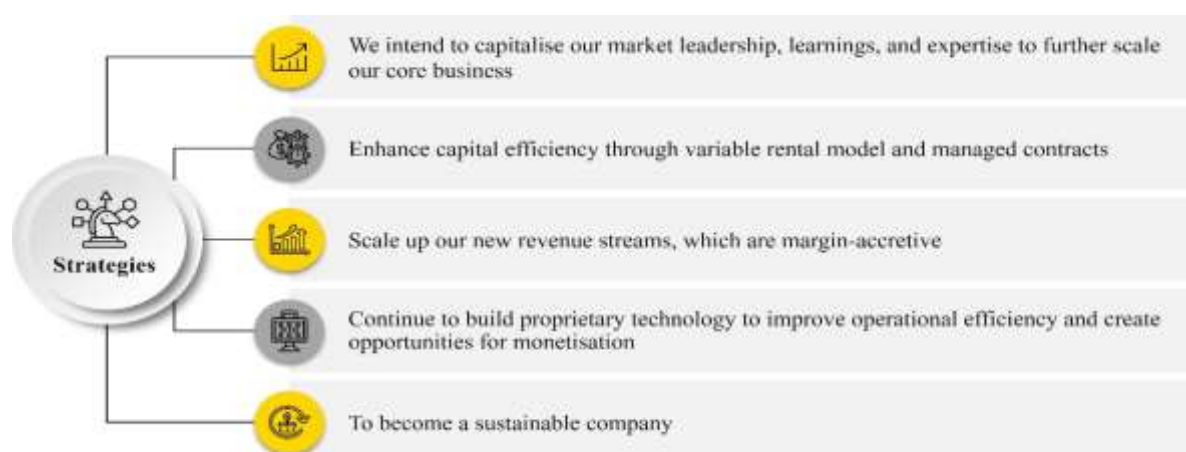 We intend to capitalise our market leadership, learnings, and expertise to further scale
our core business
Enhance capital efficiency through variable rental model and managed contracts
Strategies
Scale up our new revenue streams, which are margin-accretive
Continue to build proprietary technology to improve operational efficiency and create
opportunities for monetisation
To become a sustainable company